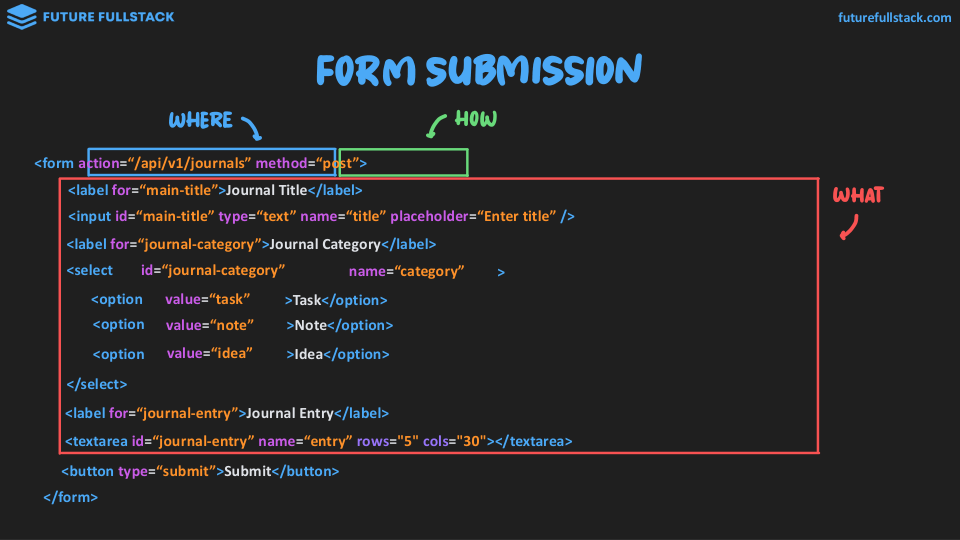 FUTURE FULLSTACK
futurefullstack.com
FORM SUBMISSION
WHERE
HOW
<form action=“/api/v1/journals” method=“post”>
<label for=“main-title”>Journal Title</label>
WHAT
<input id=“main-title” type=“text” name=“title” placeholder=“Enter title” />
<label for=“journal-category”>Journal Category</label>
<select id=“journal-category” name=“category” >
<option value=“task” >Task</option>
<option value=“note” >Note</option>
<option value=“idea” >Idea</option>
</select>
<label for=“journal-entry”>Journal Entry</label>
<textarea id=“journal-entry” name=“entry” rows="5" cols="30"></textarea>
<button type=“submit”>Submit</button>
</form>